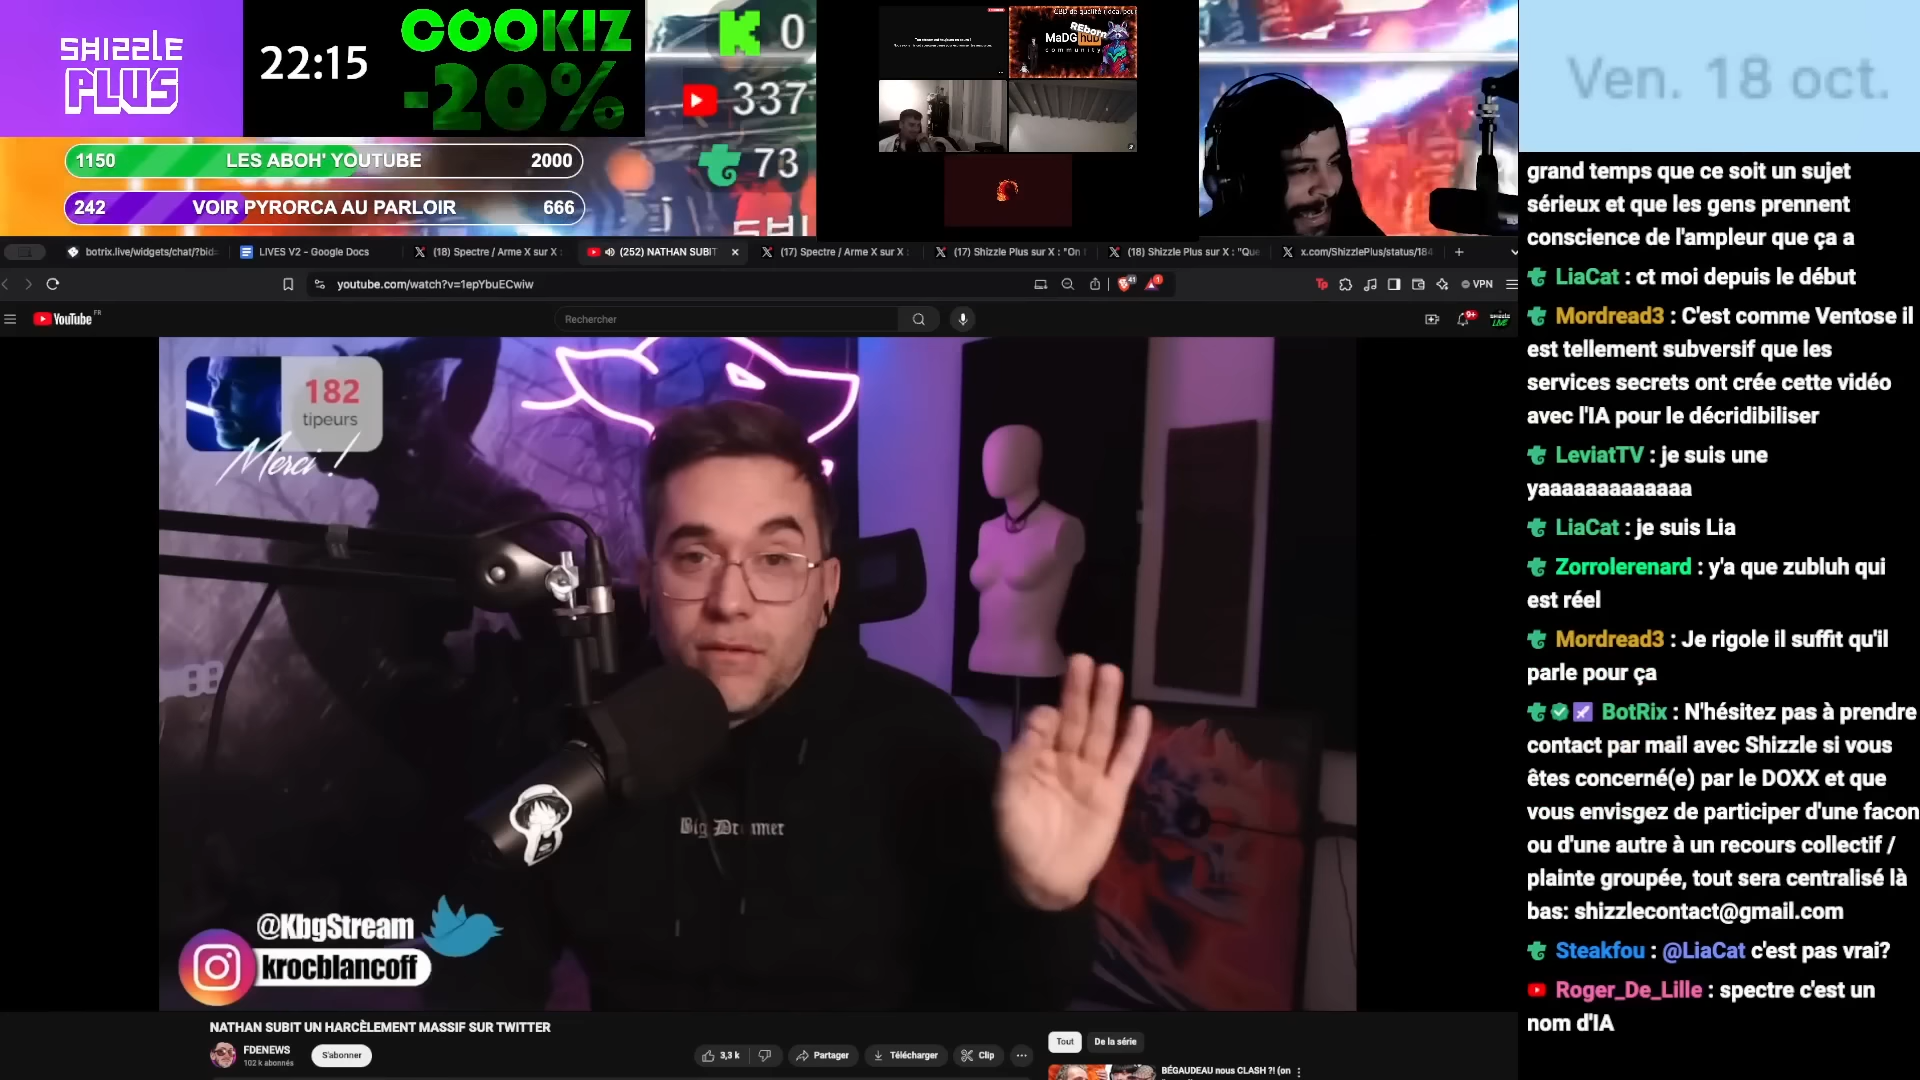 SHIZZLE
PLUS
22:15
COOKIZ
-20%
0
337
73
1150 LES ABOH' YOUTUBE 2000
242 VOIR PYRORCA AU PARLOIR 666
REborn
MaDG hub
community
Ven. 18 oct.
botrix.live/widgets/chat/?bid=
LIVES V2 - Google Docs
(18) Spectre / Arme X sur X :
(252) NATHAN SUBIT
(17) Spectre / Arme X sur X :
(17) Shizzle Plus sur X : "On
(18) Shizzle Plus sur X : "Que
x.com/ShizzlePlus/status/184
youtube.com/watch?v=1epYbuECwiw
VPN
YouTube FR
Rechercher
9+
182
tipeurs
Merci !
Big Dreamer
@KbgStream
krocblancoff
NATHAN SUBIT UN HARCÈLEMENT MASSIF SUR TWITTER
FDENEWS
102 k abonnés
S'abonner
3,3 k
Partager
Télécharger
Clip
Tout
De la série
BÉGAUDEAU nous CLASH ?! (on
grand temps que ce soit un sujet
sérieux et que les gens prennent
conscience de l'ampleur que ça a
LiaCat : ct moi depuis le début
Mordread3 : C'est comme Ventose il
est tellement subversif que les
services secrets ont crée cette vidéo
avec l'IA pour le décridibiliser
LeviatTV : je suis une
yaaaaaaaaaaaaa
LiaCat : je suis Lia
Zorrolerenard : y'a que zubluh qui
est réel
Mordread3 : Je rigole il suffit qu'il
parle pour ça
BotRix : N'hésitez pas à prendre
contact par mail avec Shizzle si vous
êtes concerné(e) par le DOXX et que
vous envisgez de participer d'une facon
ou d'une autre à un recours collectif /
plainte groupée, tout sera centralisé là
bas: shizzlecontact@gmail.com
Steakfou : @LiaCat c'est pas vrai?
Roger_De_Lille : spectre c'est un
nom d'IA